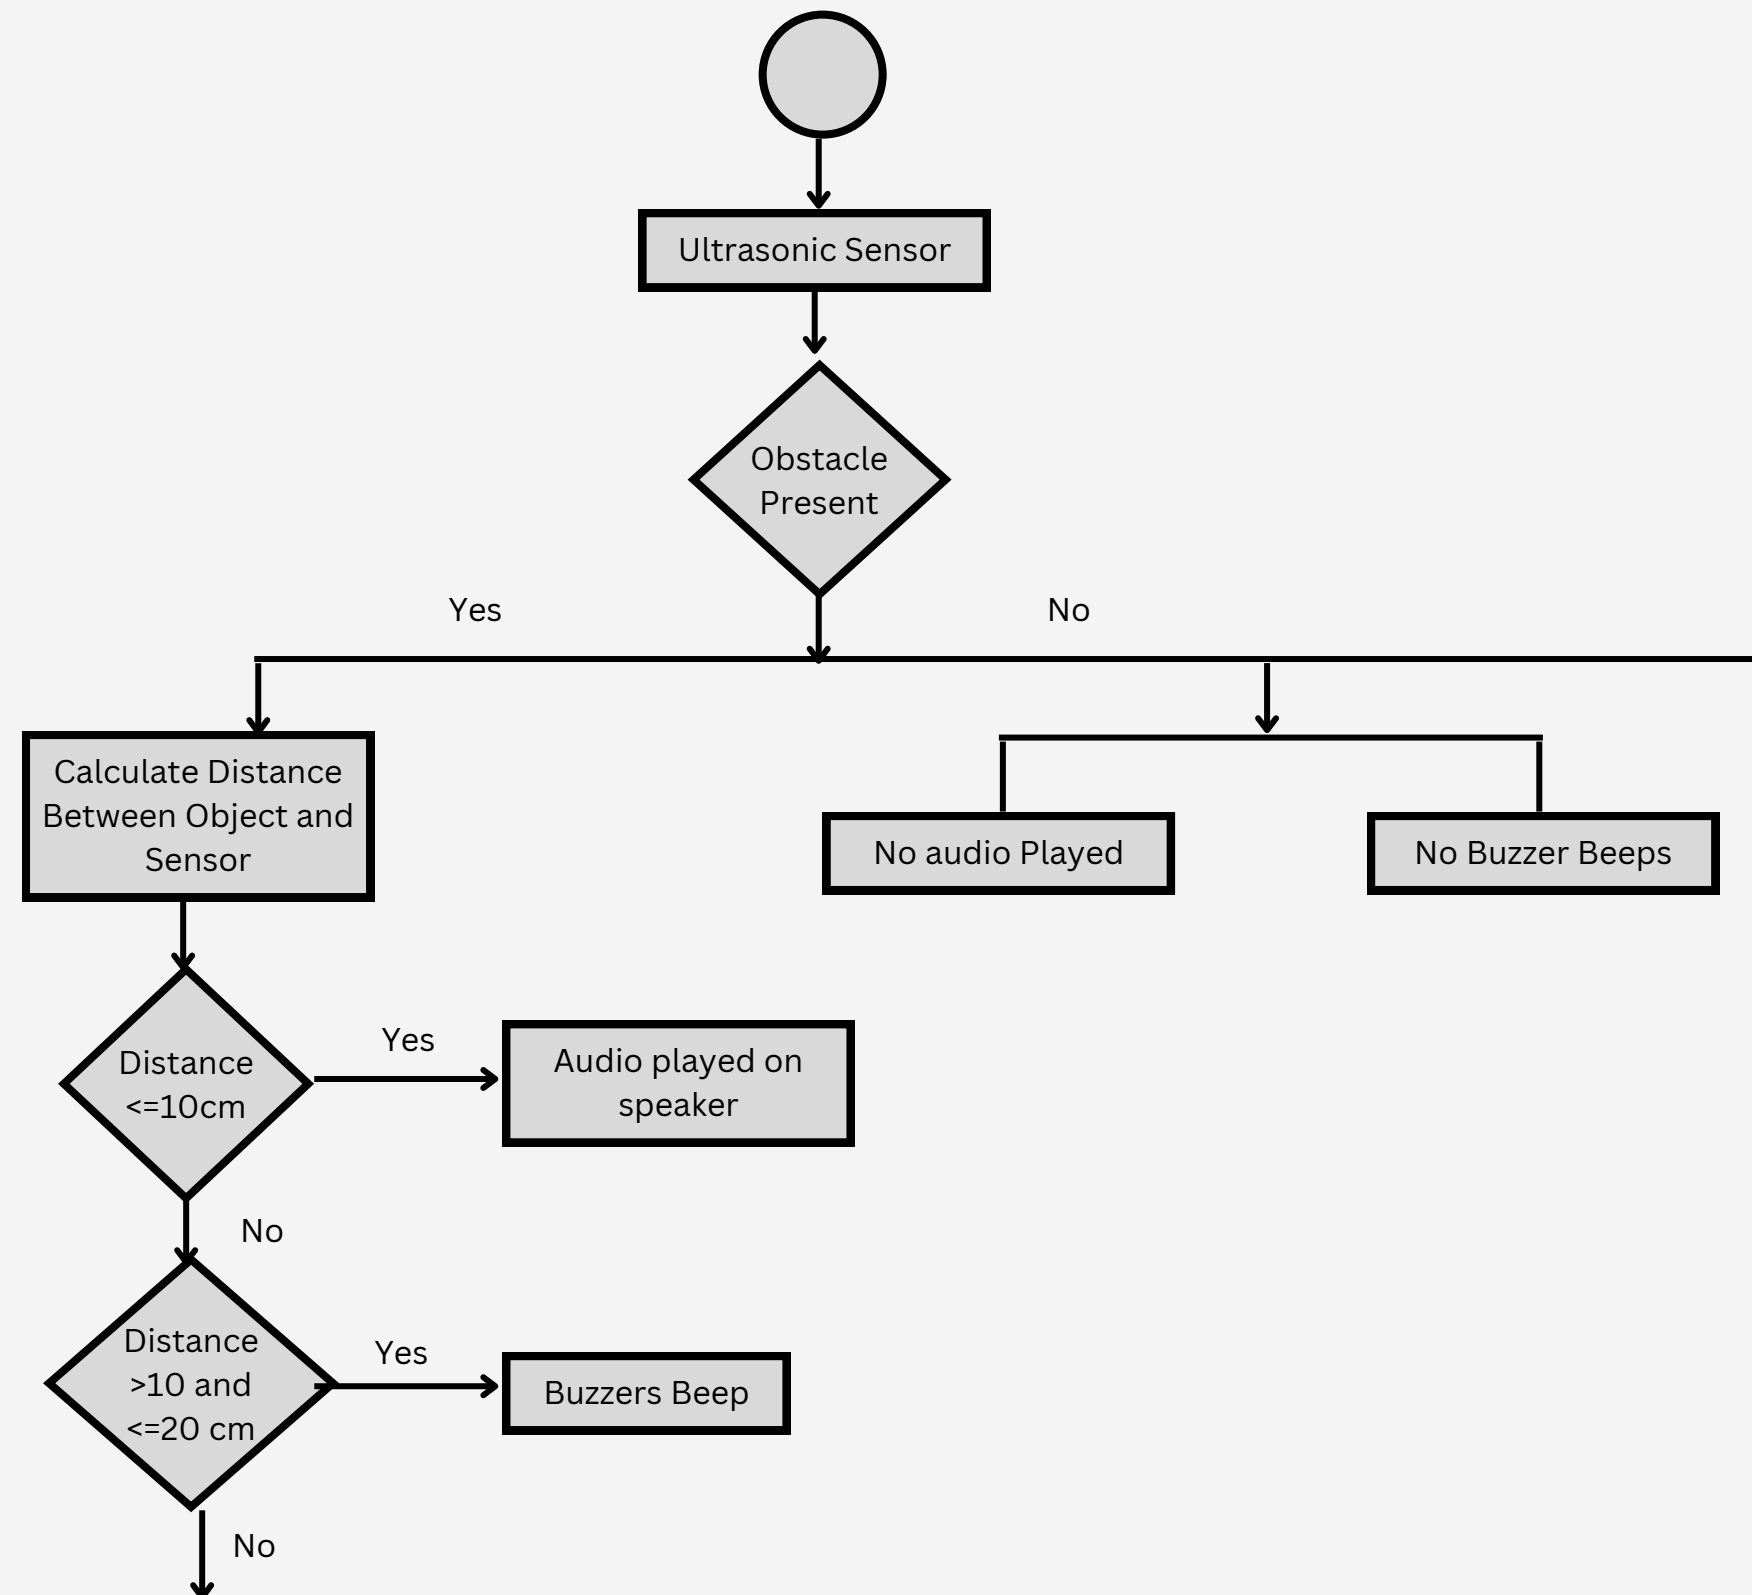 Ultrasonic Sensor
Obstacle
Present
Yes
No
Calculate Distance
Between Object and
Sensor
No audio Played
No Buzzer Beeps
Distance
<=10cm
Yes
Audio played on
speaker
No
Distance
>10 and
<=20 cm
Yes
Buzzers Beep
No